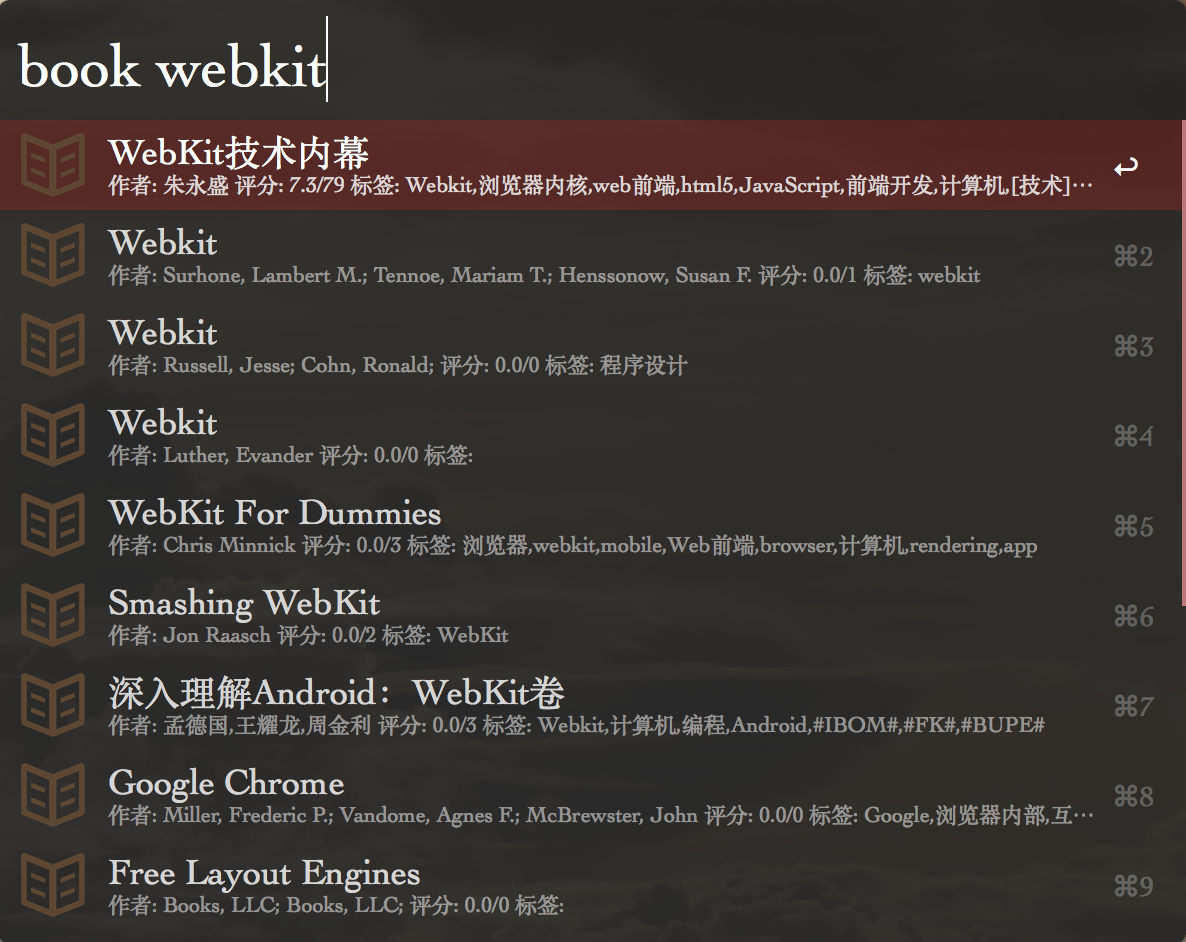 book webkit
WebKit技术内幕
作者: 朱永盛 评分: 7.3/79 标签: Webkit,浏览器内核,web前端,html5,JavaScript,前端开发,计算机,[技术]…
↩
Webkit
作者: Surhone, Lambert M.; Tennoe, Mariam T.; Henssonow, Susan F. 评分: 0.0/1 标签: webkit
⌘2
Webkit
作者: Russell, Jesse; Cohn, Ronald; 评分: 0.0/0 标签: 程序设计
⌘3
Webkit
作者: Luther, Evander 评分: 0.0/0 标签:
⌘4
WebKit For Dummies
作者: Chris Minnick 评分: 0.0/3 标签: 浏览器,webkit,mobile,Web前端,browser,计算机,rendering,app
⌘5
Smashing WebKit
作者: Jon Raasch 评分: 0.0/2 标签: WebKit
⌘6
深入理解Android：WebKit卷
作者: 孟德国,王耀龙,周金利 评分: 0.0/3 标签: Webkit,计算机,编程,Android,#IBOM#,#FK#,#BUPE#
⌘7
Google Chrome
作者: Miller, Frederic P.; Vandome, Agnes F.; McBrewster, John 评分: 0.0/0 标签: Google,浏览器内部,互…
⌘8
Free Layout Engines
作者: Books, LLC; Books, LLC; 评分: 0.0/0 标签:
⌘9